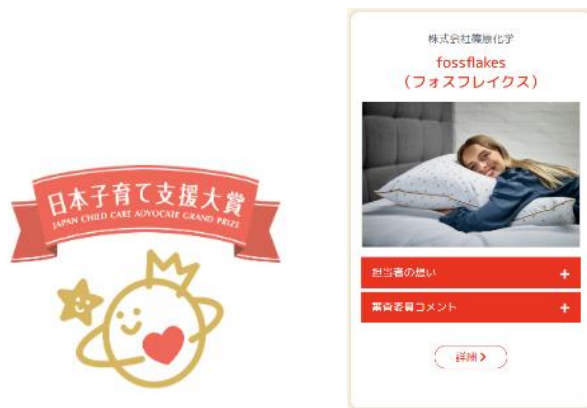 日本子育て支援大賞
JAPAN CHILD CARE ADVOCATE GRAND PRIZE
株式会社篠原化学
fossflakes
（フォスフレイクス）
担当者の想い
審査委員コメント
詳細